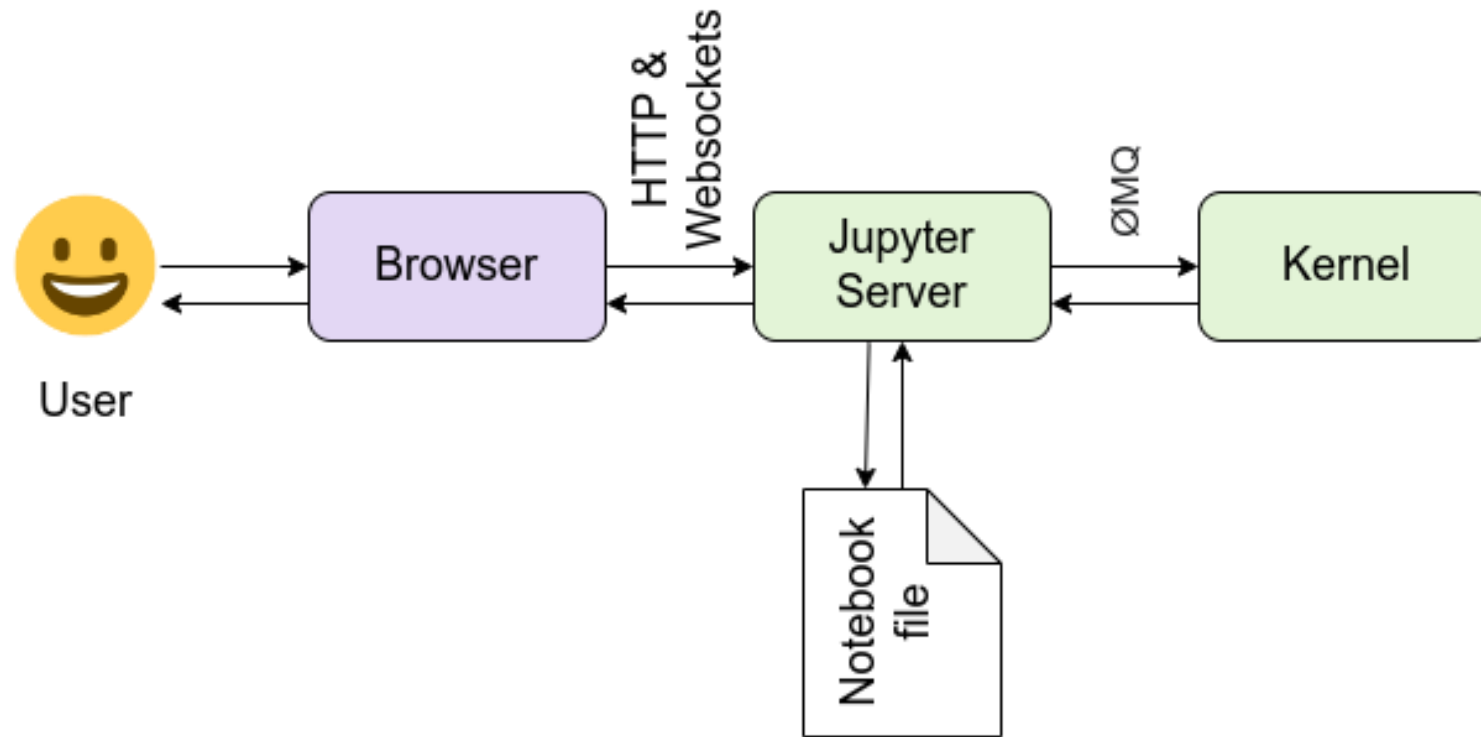 User
Browser
HTTP &
Websockets
Jupyter
Server
ØMQ
Kernel
Notebook
file